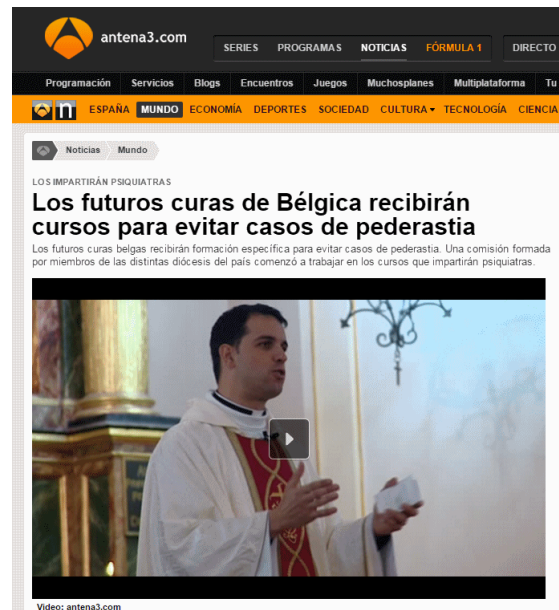 antena3.com
SERIES PROGRAMAS NOTICIAS FÓRMULA 1 DIRECTO
Programación Servicios Blogs Encuentros Juegos Muchosplanes Multiplataforma Tu
n ESPAÑA MUNDO ECONOMÍA DEPORTES SOCIEDAD CULTURA TECNOLOGÍA CIENCIA
Noticias Mundo
LOS IMPARTIRÁN PSIQUIATRAS
Los futuros curas de Bélgica recibirán
cursos para evitar casos de pederastia
Los futuros curas belgas recibirán formación específica para evitar casos de pederastia. Una comisión formada
por miembros de las distintas diócesis del país comenzó a trabajar en los cursos que impartirán psiquiatras.
Vídeo: antena3.com